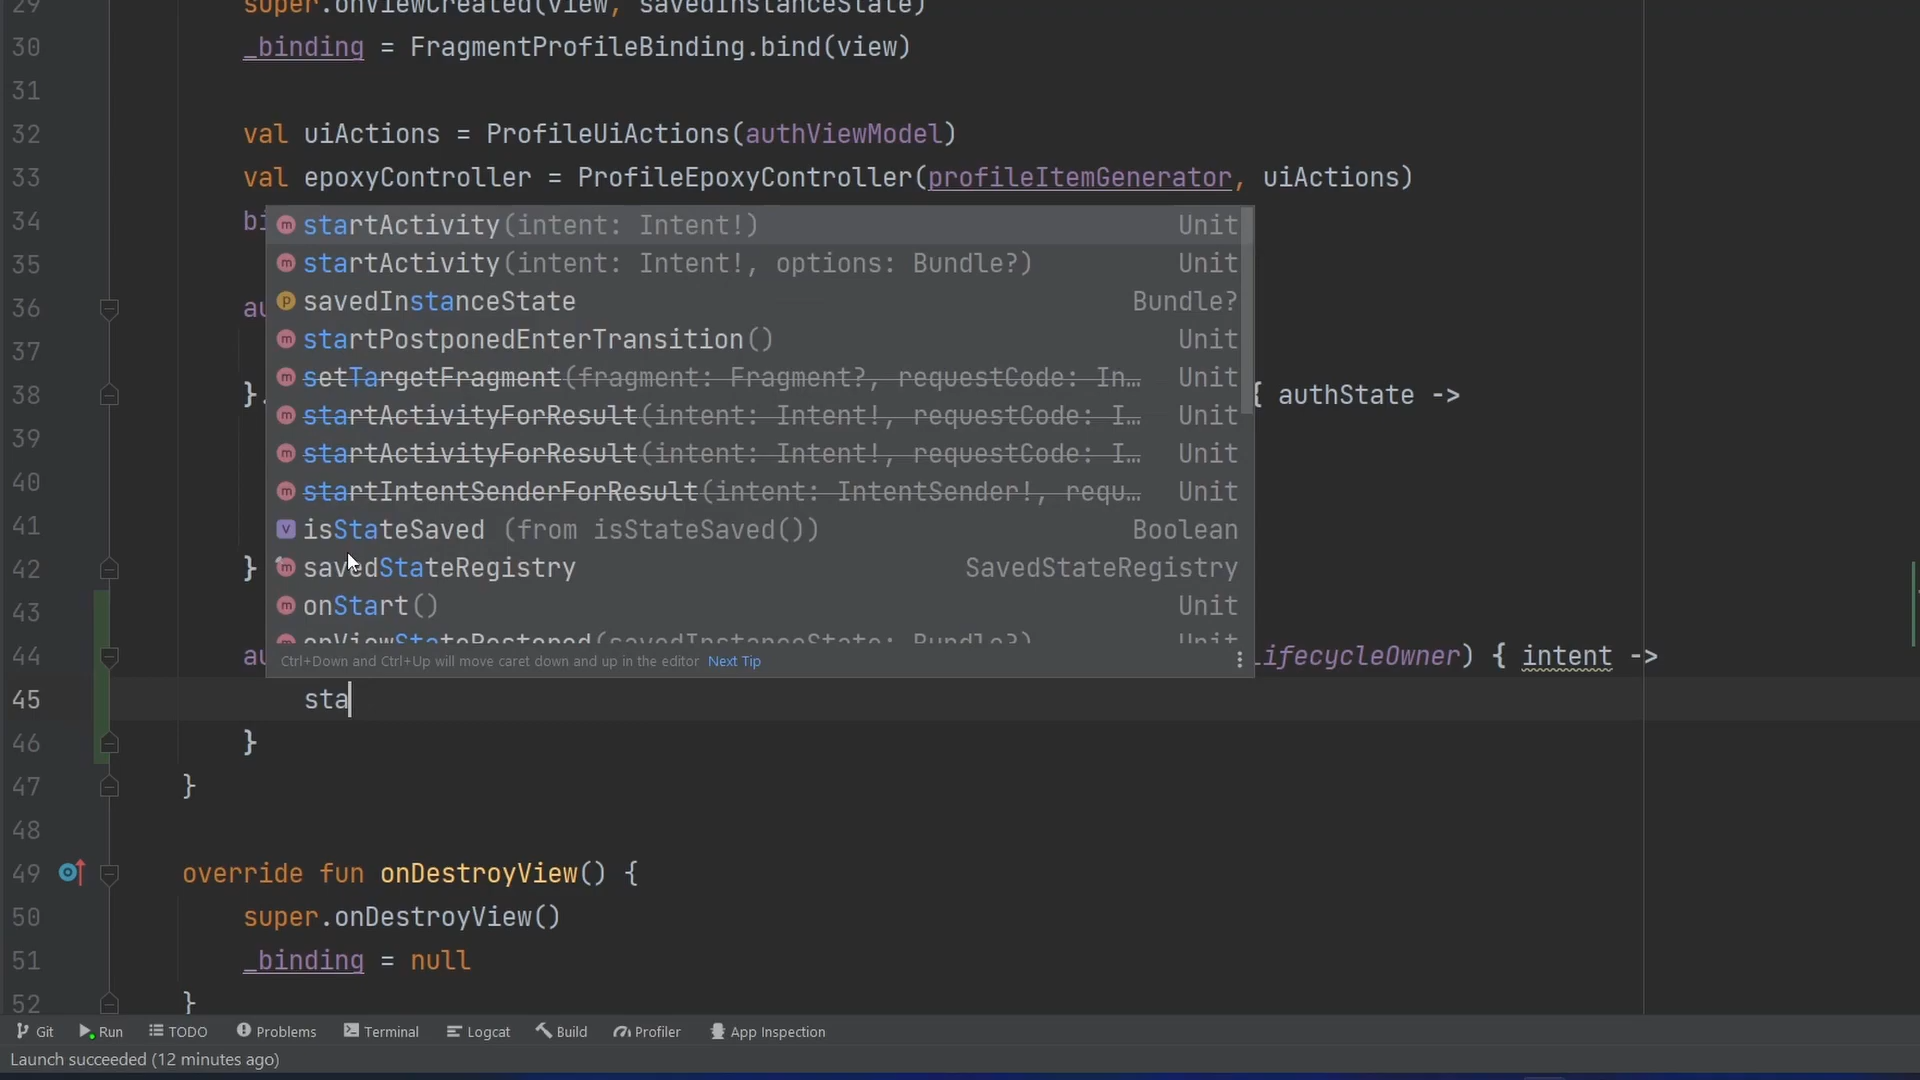 29 super.onViewCreated(view, savedInstanceState)
30 _binding = FragmentProfileBinding.bind(view)
31
32 val uiActions = ProfileUiActions(authViewModel)
33 val epoxyController = ProfileEpoxyController(profileItemGenerator, uiActions)
34 bi
startActivity(intent: Intent!) Unit
35
startActivity(intent: Intent!, options: Bundle?) Unit
36 au
savedInstanceState Bundle?
37
startPostponedEnterTransition() Unit
setTargetFragment(fragment: Fragment?, requestCode: In… Unit
38 }. { authState ->
startActivityForResult(intent: Intent!, requestCode: I… Unit
39
startActivityForResult(intent: Intent!, requestCode: I… Unit
40
startIntentSenderForResult(intent: IntentSender!, requ… Unit
41
isStateSaved (from isStateSaved()) Boolean
42 }
savedStateRegistry SavedStateRegistry
43
onStart() Unit
onViewStateRestored(savedInstanceState: Bundle?) Unit
44 au ifecycleOwner) { intent ->
Ctrl+Down and Ctrl+Up will move caret down and up in the editor Next Tip
45 sta
46 }
47 }
48
49 override fun onDestroyView() {
50 super.onDestroyView()
51 _binding = null
52 }
Git Run TODO Problems Terminal Logcat Build Profiler App Inspection
Launch succeeded (12 minutes ago)